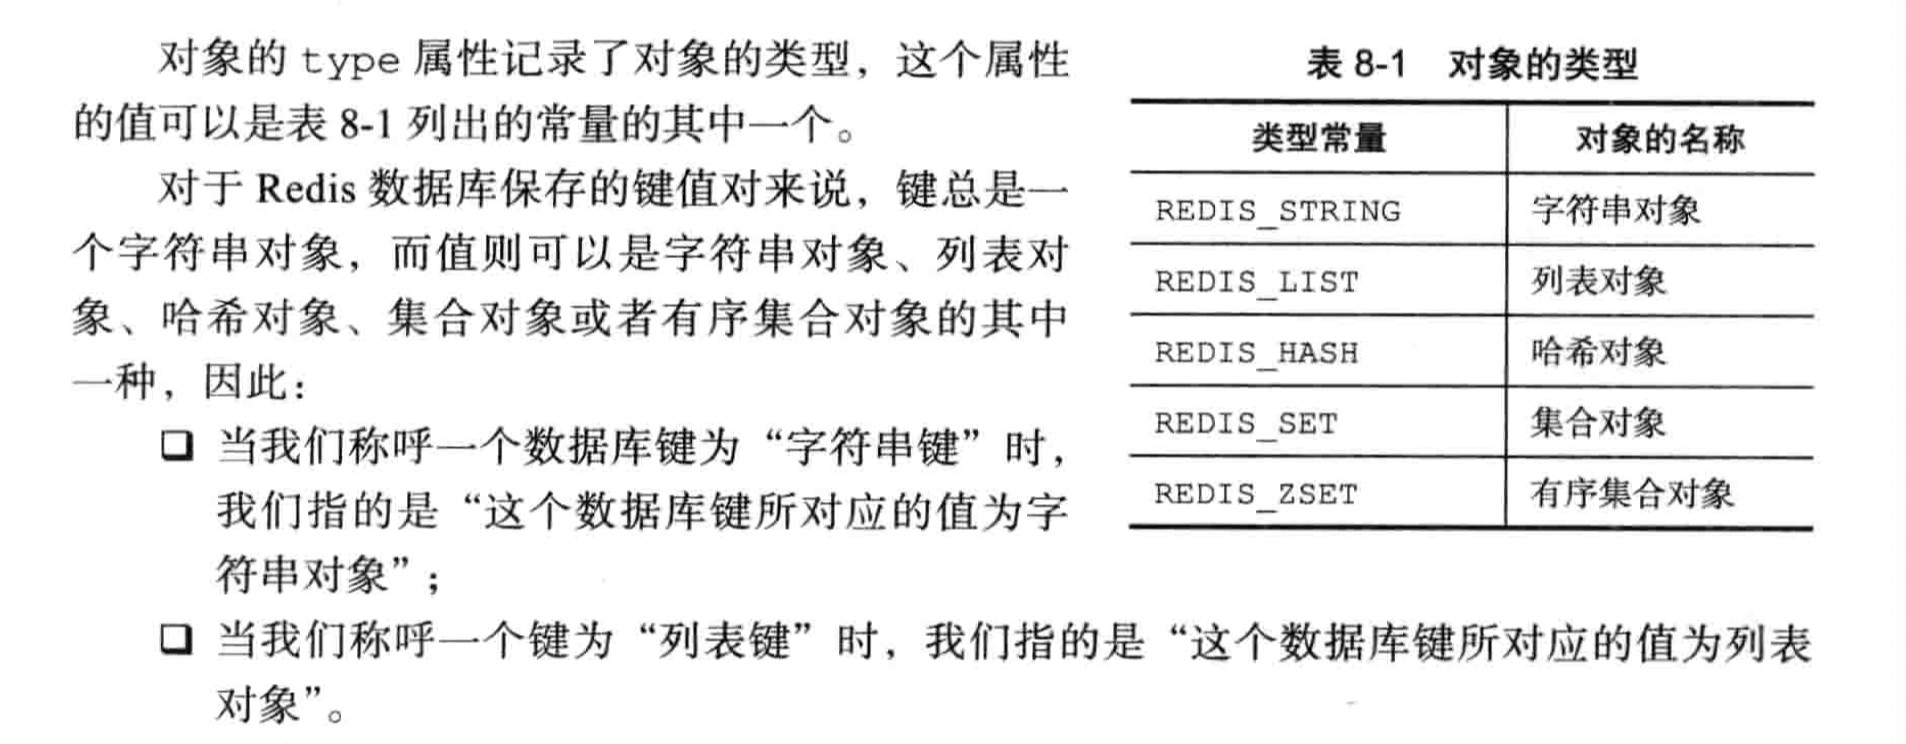 对象的 type 属性记录了对象的类型，这个属性
的值可以是表 8-1 列出的常量的其中一个。
对于 Redis 数据库保存的键值对来说，键总是一
个字符串对象，而值则可以是字符串对象、列表对
象、哈希对象、集合对象或者有序集合对象的其中
一种，因此：
❏ 当我们称呼一个数据库键为“字符串键”时，
我们指的是“这个数据库键所对应的值为字
符串对象”；
❏ 当我们称呼一个键为“列表键”时，我们指的是“这个数据库键所对应的值为列表
对象”。
表 8-1 对象的类型
类型常量 对象的名称
REDIS_STRING 字符串对象
REDIS_LIST 列表对象
REDIS_HASH 哈希对象
REDIS_SET 集合对象
REDIS_ZSET 有序集合对象